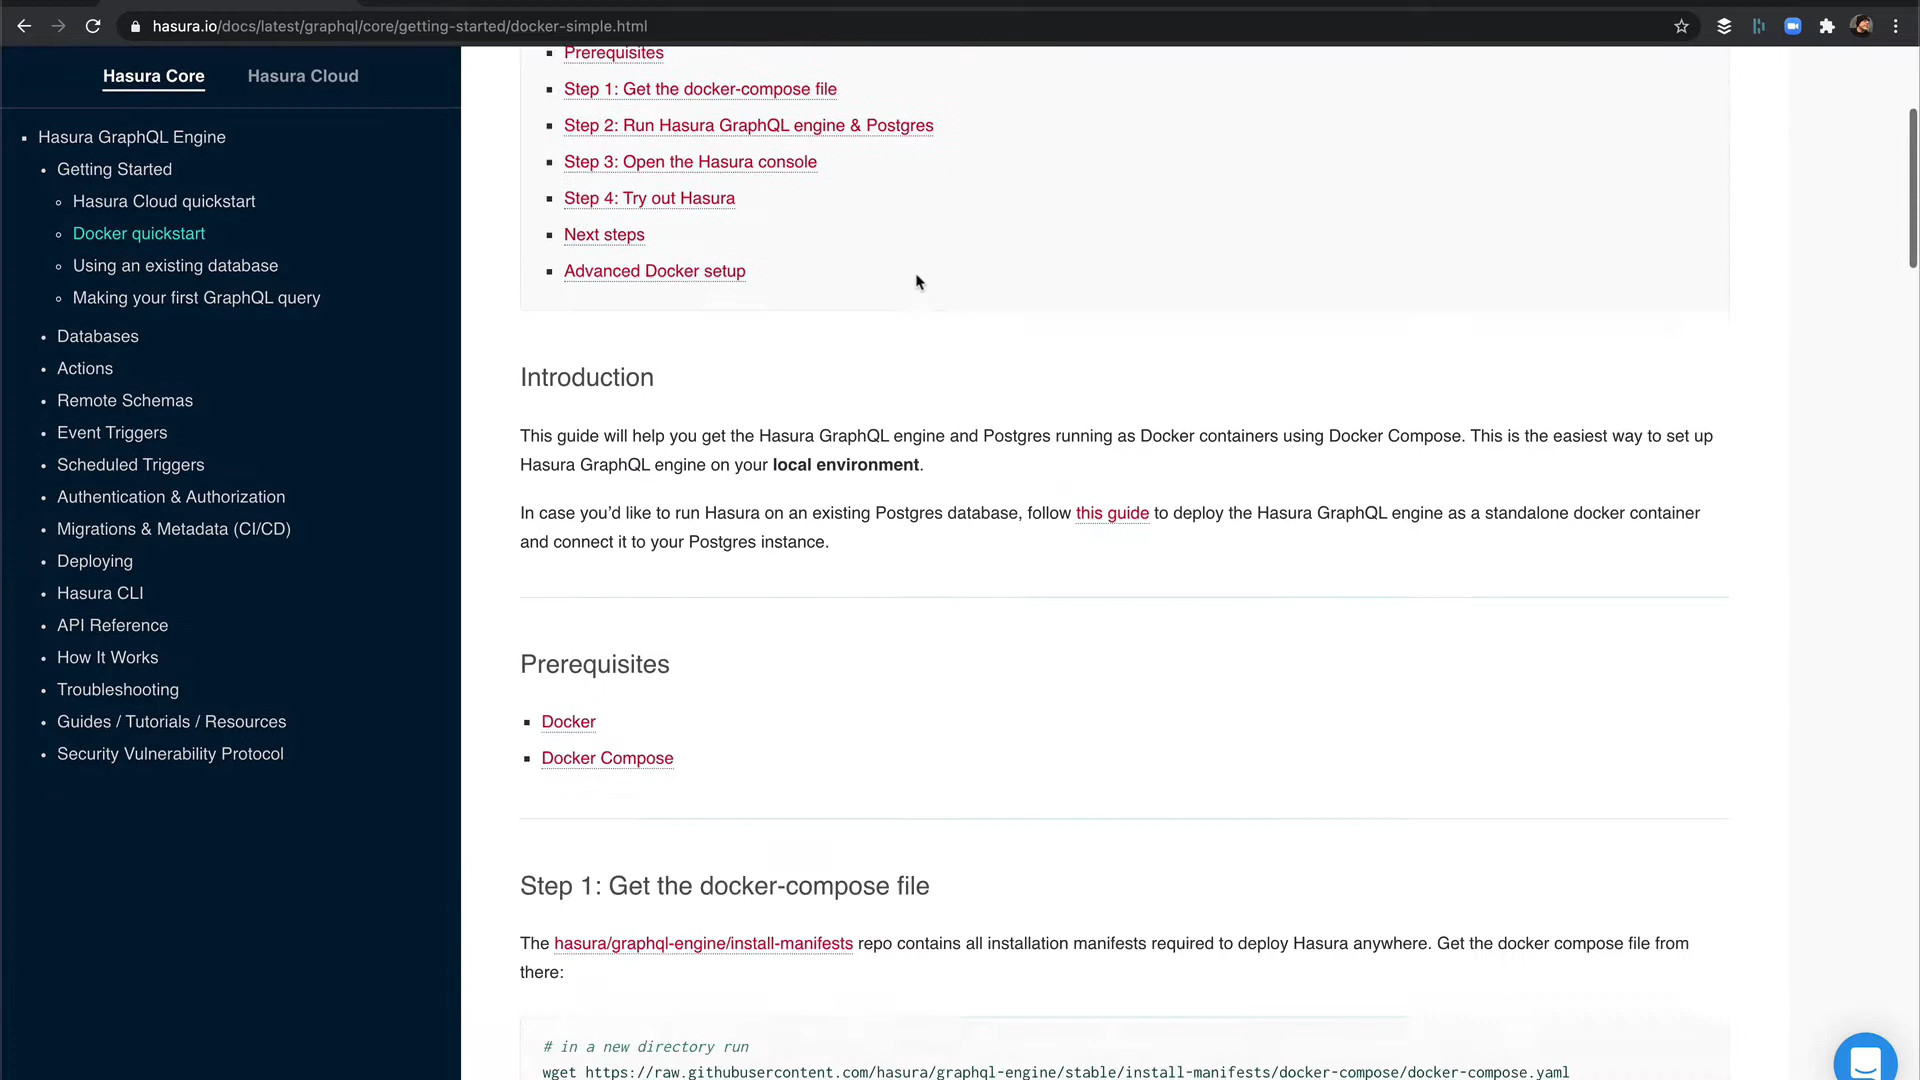 hasura.io/docs/latest/graphql/core/getting-started/docker-simple.html
Hasura Core
Hasura Cloud
Hasura GraphQL Engine
Getting Started
Hasura Cloud quickstart
Docker quickstart
Using an existing database
Making your first GraphQL query
Databases
Actions
Remote Schemas
Event Triggers
Scheduled Triggers
Authentication & Authorization
Migrations & Metadata (CI/CD)
Deploying
Hasura CLI
API Reference
How It Works
Troubleshooting
Guides / Tutorials / Resources
Security Vulnerability Protocol
Prerequisites
Step 1: Get the docker-compose file
Step 2: Run Hasura GraphQL engine & Postgres
Step 3: Open the Hasura console
Step 4: Try out Hasura
Next steps
Advanced Docker setup
Introduction
This guide will help you get the Hasura GraphQL engine and Postgres running as Docker containers using Docker Compose. This is the easiest way to set up
Hasura GraphQL engine on your local environment.
In case you’d like to run Hasura on an existing Postgres database, follow this guide to deploy the Hasura GraphQL engine as a standalone docker container
and connect it to your Postgres instance.
Prerequisites
Docker
Docker Compose
Step 1: Get the docker-compose file
The hasura/graphql-engine/install-manifests repo contains all installation manifests required to deploy Hasura anywhere. Get the docker compose file from
there:
# in a new directory run
wget https://raw.githubusercontent.com/hasura/graphql-engine/stable/install-manifests/docker-compose/docker-compose.yaml